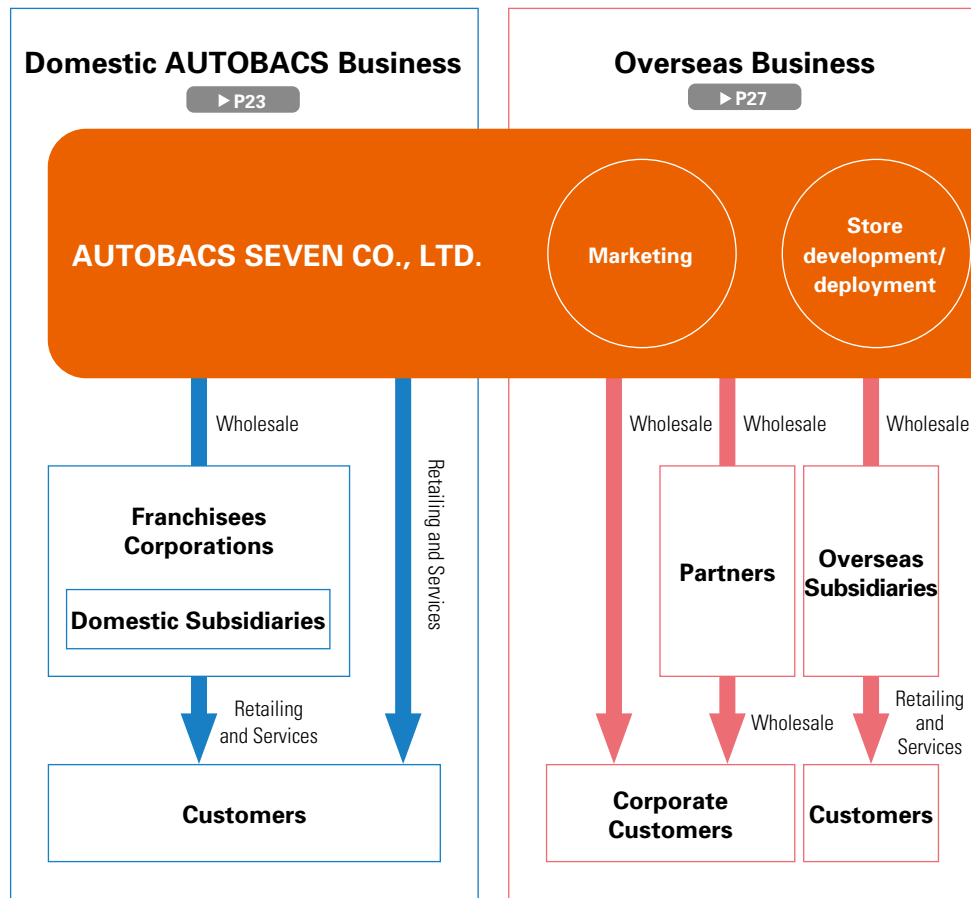 Domestic AUTOBACS Business
▶P23
Overseas Business
▶P27
AUTOBACS SEVEN CO., LTD.
Marketing
Store
development/
deployment
Wholesale
Retailing and Services
Wholesale
Wholesale
Wholesale
Franchisees
Corporations
Domestic Subsidiaries
Partners
Overseas
Subsidiaries
Retailing
and Services
Wholesale
Retailing
and
Services
Customers
Corporate
Customers
Customers